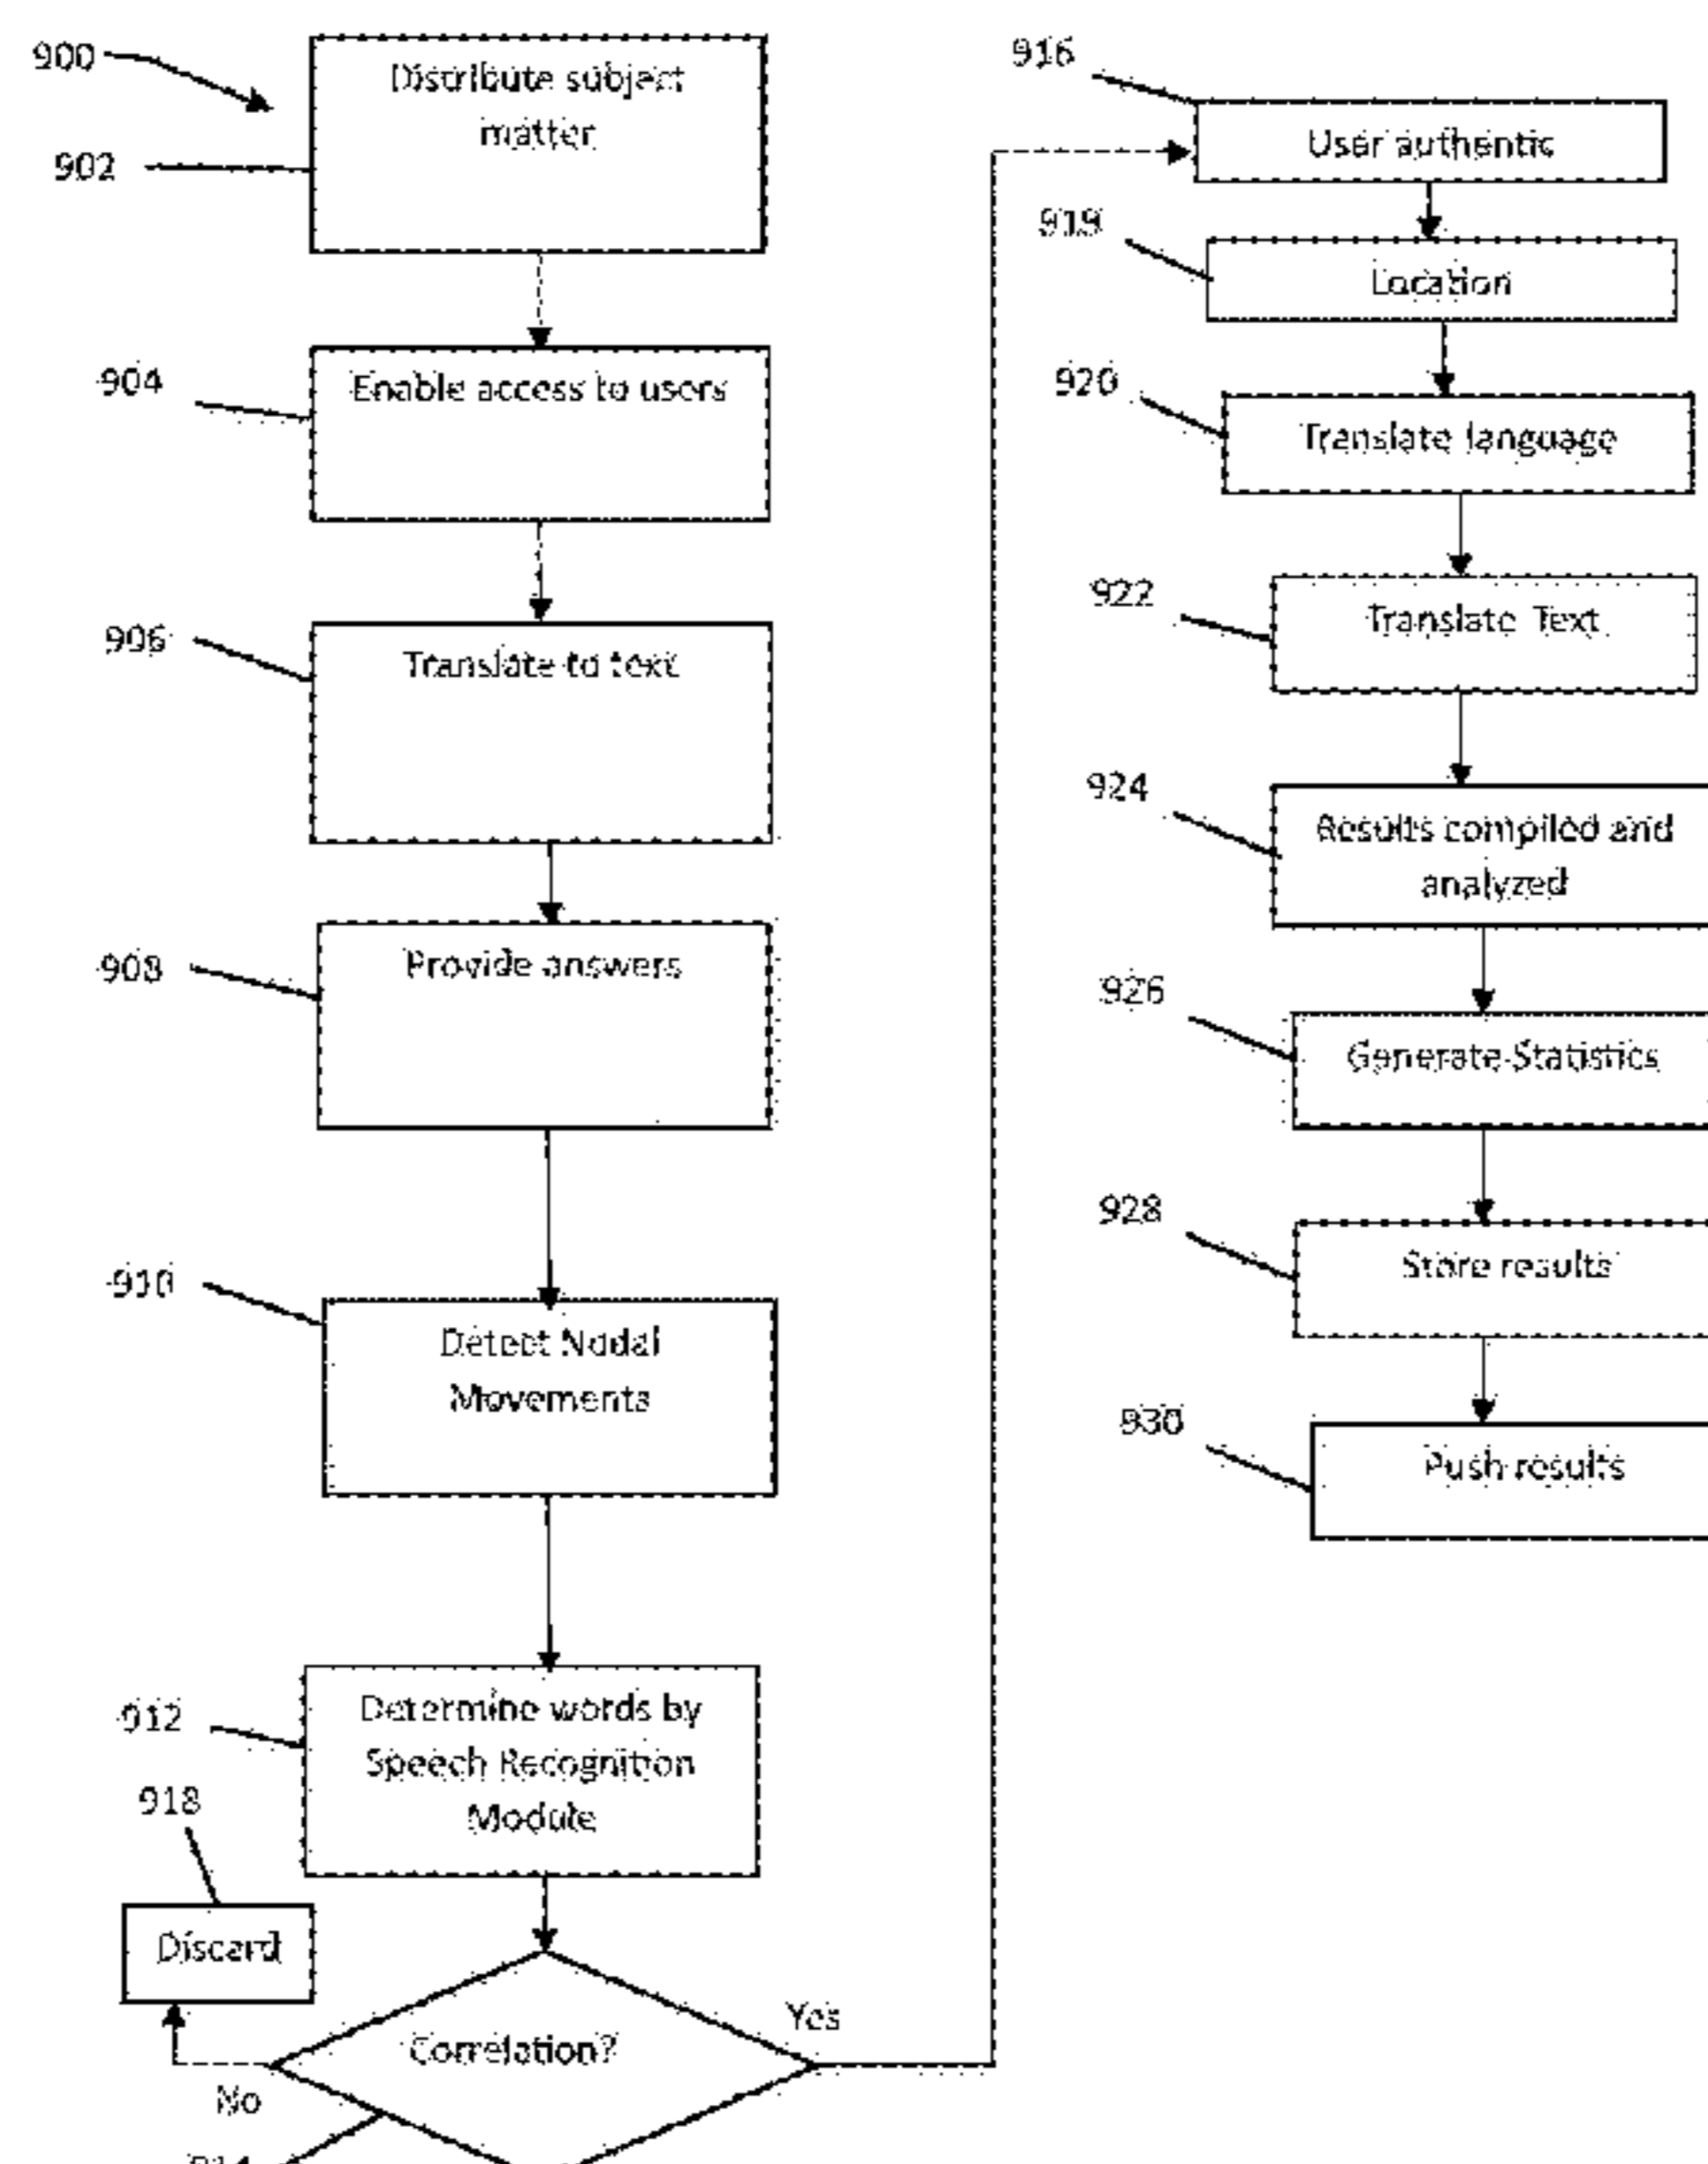 900
Distribute subject
matter
902
904
Enable access to users
906
Translate to text
908
Provide answers
910
Detect Nodal
Movements
912
Determine words by
Speech Recognition
Module
918
Discard
Correlation?
Yes
No
916
User authentic
919
Location
920
Translate language
922
Translate Text
924
Results compiled and
analyzed
926
Generate Statistics
928
Store results
930
Push results